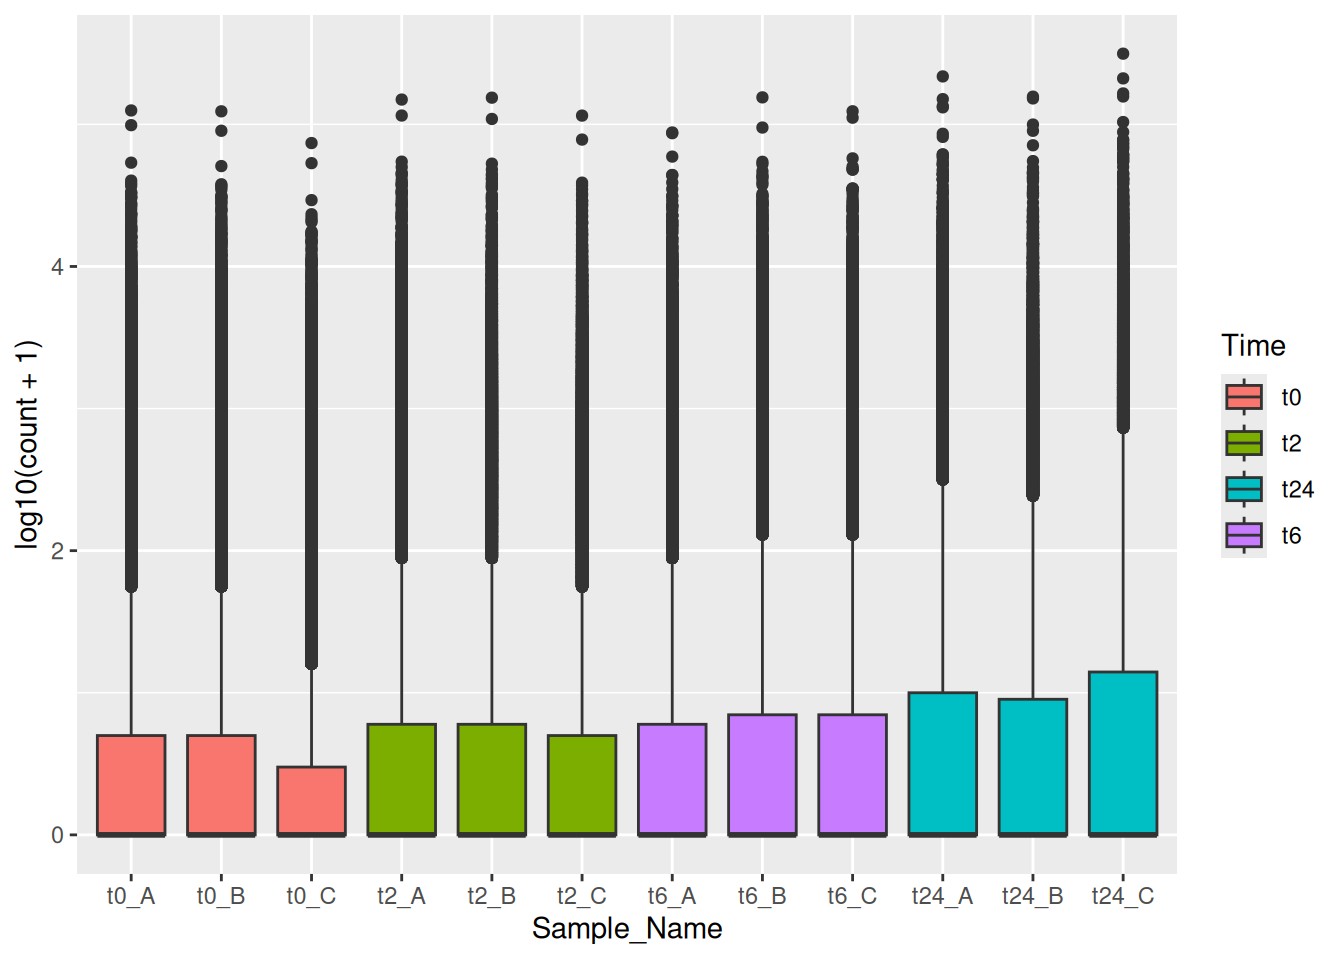 log10(count + 1)
4
2
0
t0_A t0_B t0_C t2_A t2_B t2_C t6_A t6_B t6_C t24_A t24_B t24_C
Sample_Name
Time
t0
t2
t24
t6